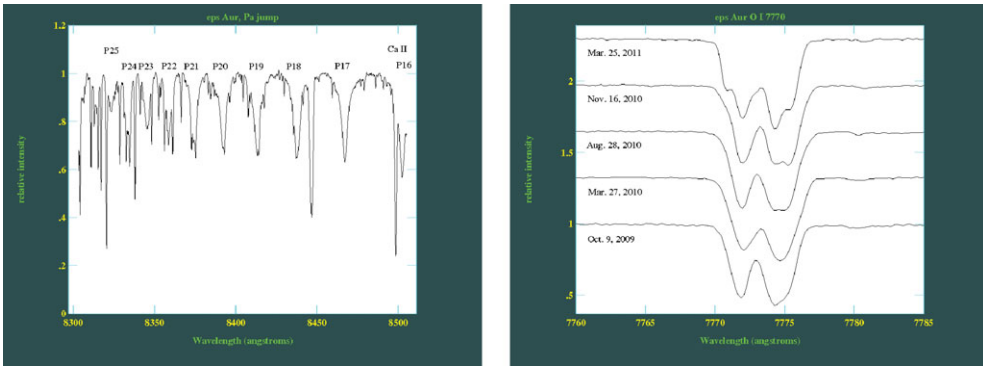 eps Aur, Pa jump
1.2
1
.8
.6
.4
.2
0
relative intensity
P25
P24
P23
P22
P21
P20
P19
P18
P17
Ca II
P16
8300
8350
8400
8450
8500
Wavelength (angstroms)
eps Aur O I 7770
2
1.5
1
.5
relative intensity
Mar. 25, 2011
Nov. 16, 2010
Aug. 28, 2010
Mar. 27, 2010
Oct. 9, 2009
7760
7765
7770
7775
7780
7785
Wavelength (angstroms)